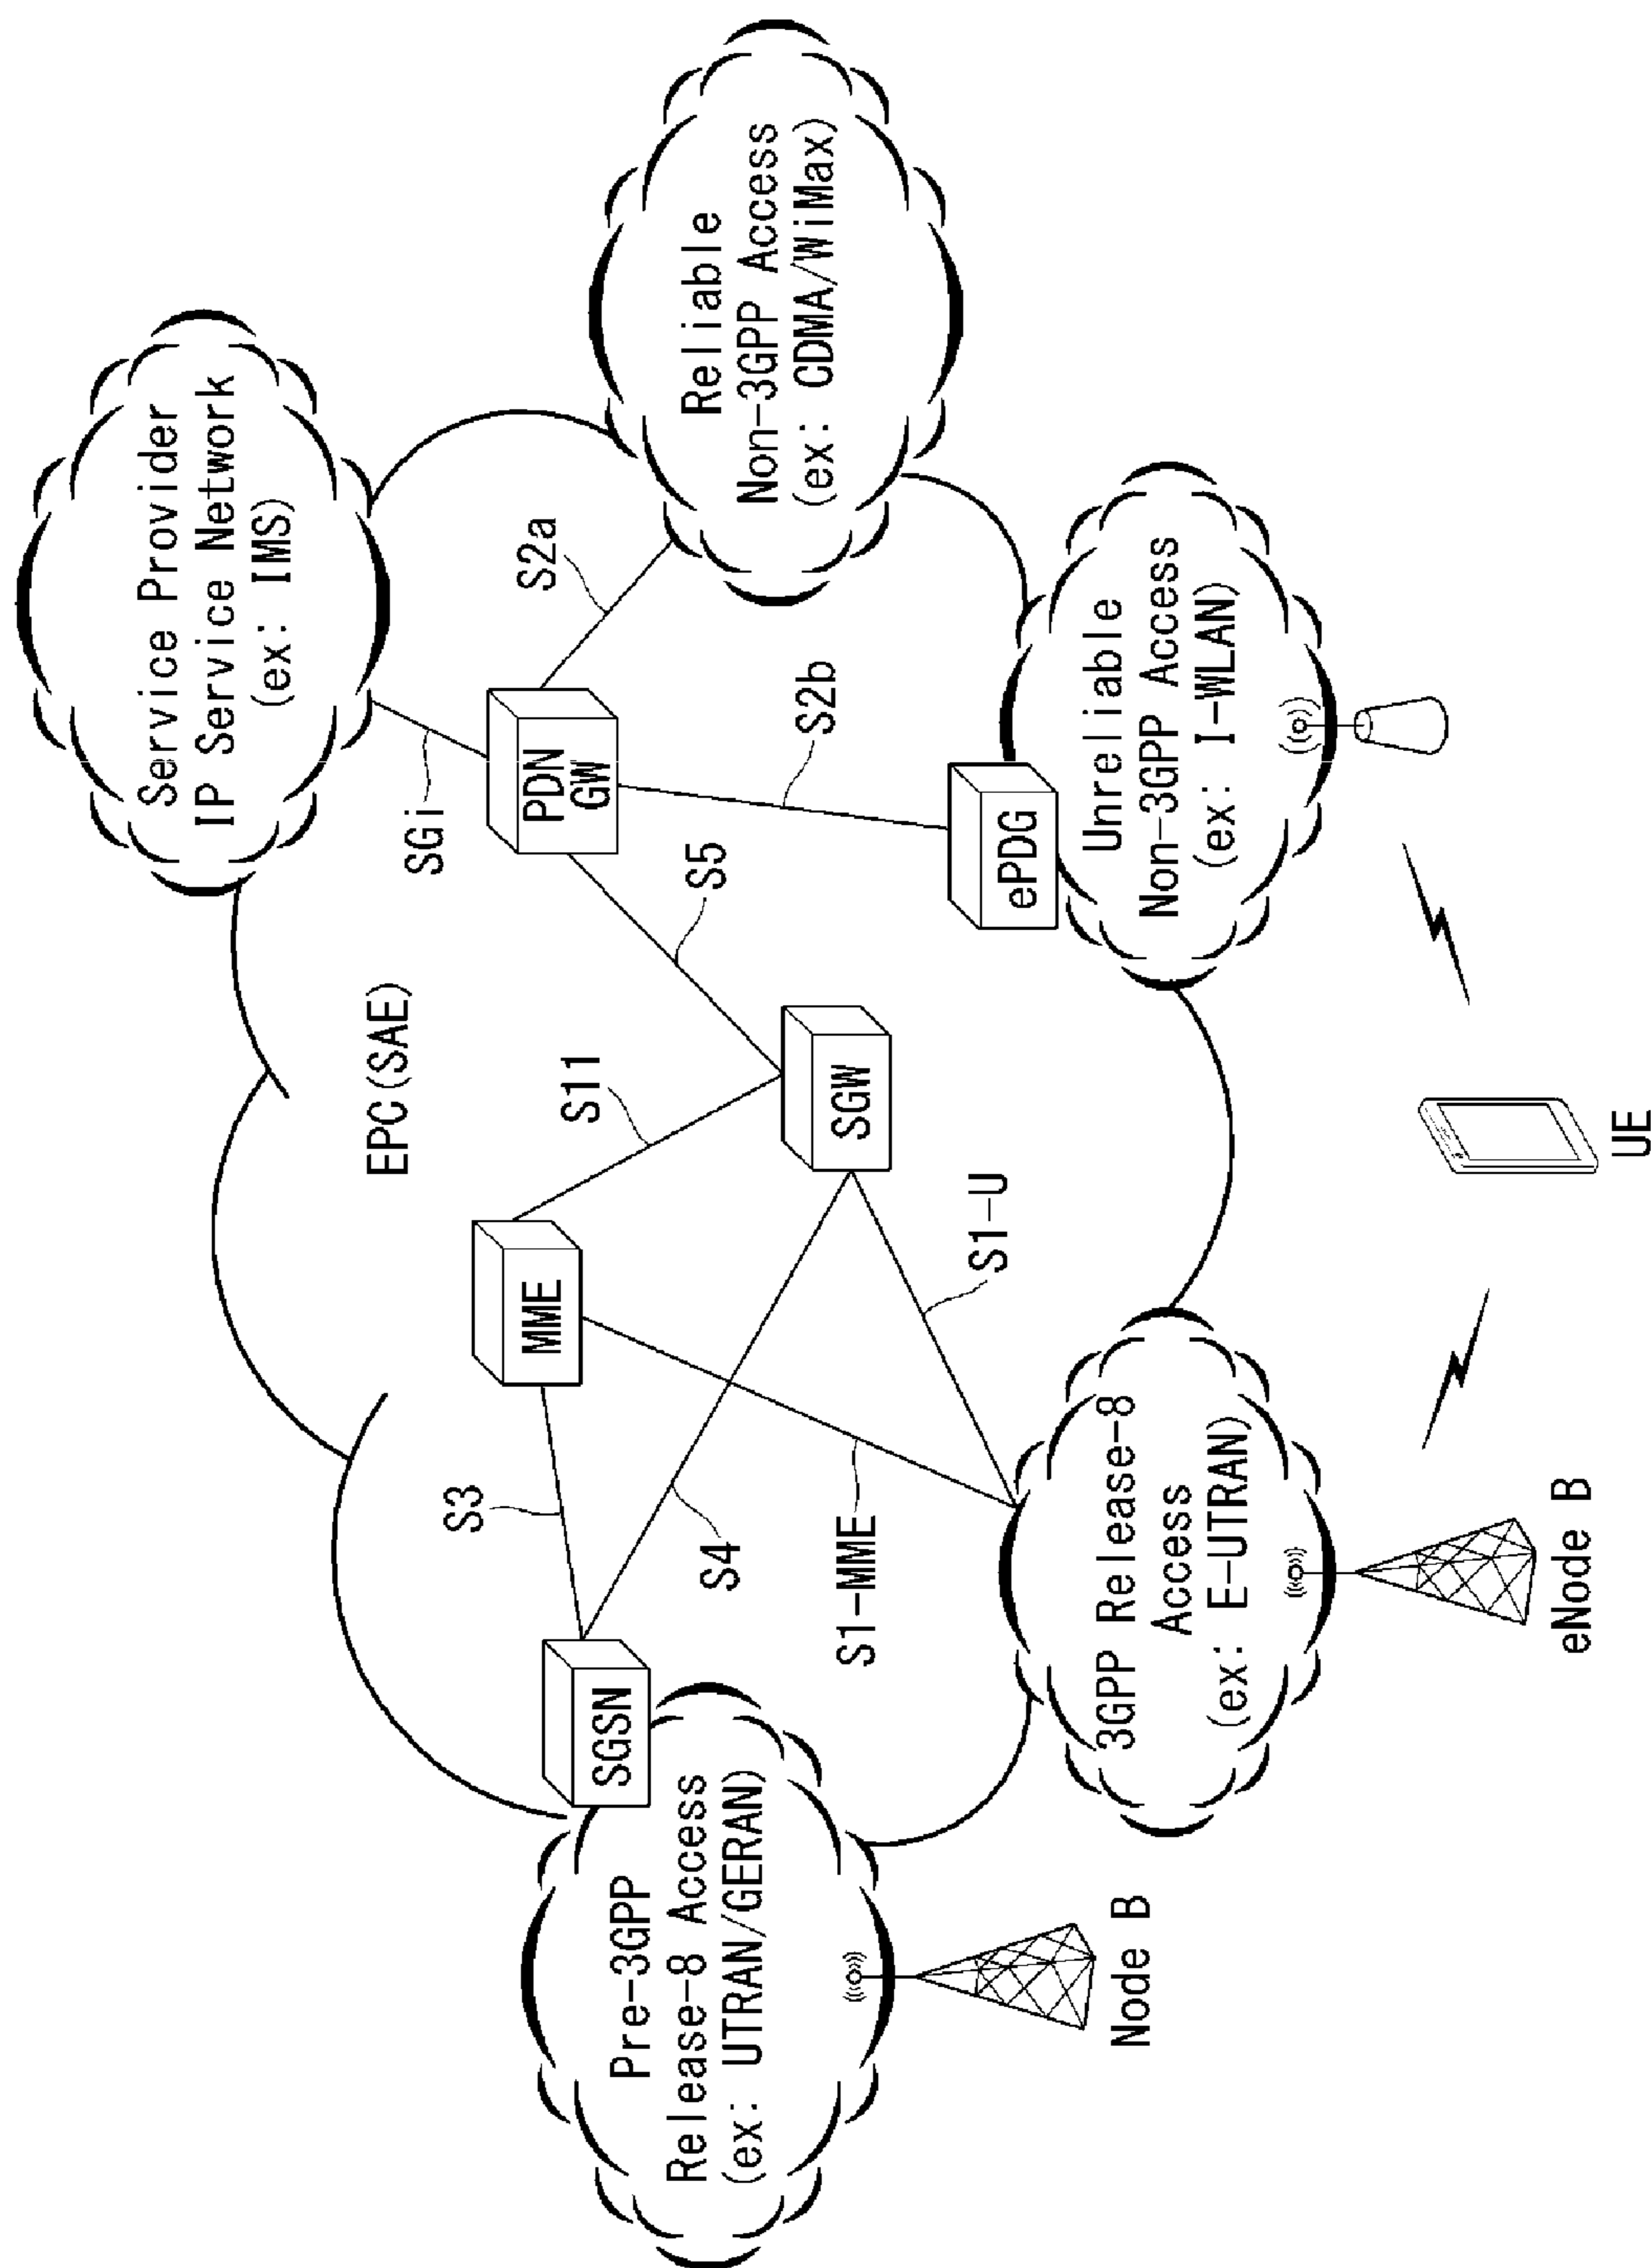 Service Provider
IP Service Network
(ex: IMS)
EPC(SAE)
SGi
S2a
PDN
GW
MME
S11
S5
S3
SGSN
S4
SGW
S2b
Reliable
Non-3GPP Access
(ex: CDMA/WiMax)
Pre-3GPP
Release-8 Access
(ex: UTRAN/GERAN)
S1-MME
S1-U
ePDG
3GPP Release-8
Access
(ex: E-UTRAN)
Unreliable
Non-3GPP Access
(ex: I-WLAN)
Node B
eNode B
UE